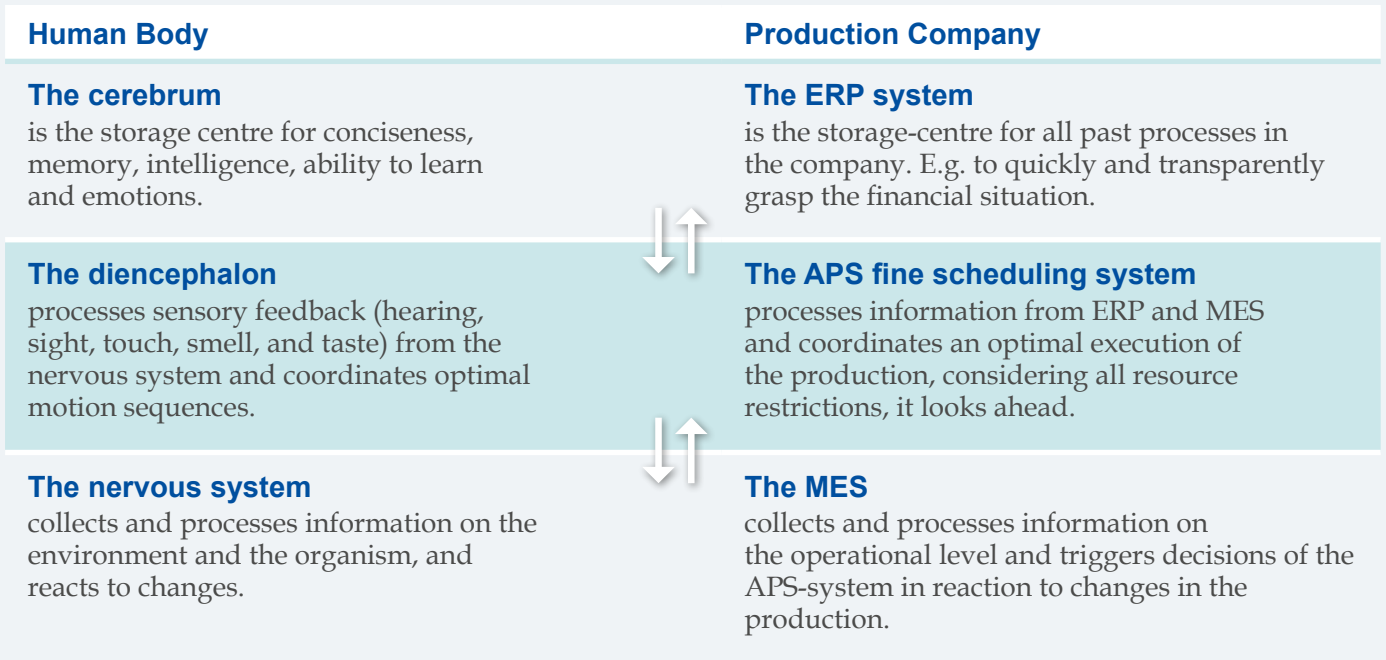 Human Body
Production Company
The cerebrum
is the storage centre for conciseness,
memory, intelligence, ability to learn
and emotions.
The ERP system
is the storage-centre for all past processes in
the company. E.g. to quickly and transparently
grasp the financial situation.
The diencephalon
processes sensory feedback (hearing,
sight, touch, smell, and taste) from the
nervous system and coordinates optimal
motion sequences.
The APS fine scheduling system
processes information from ERP and MES
and coordinates an optimal execution of
the production, considering all resource
restrictions, it looks ahead.
The nervous system
collects and processes information on the
environment and the organism, and
reacts to changes.
The MES
collects and processes information on
the operational level and triggers decisions of the
APS-system in reaction to changes in the
production.